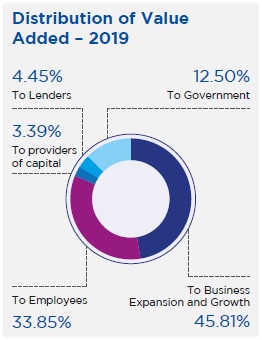 Distribution of Value
Added – 2019
4.45%
To Lenders
12.50%
To Government
3.39%
To providers
of capital
To Employees
33.85%
To Business
Expansion and Growth
45.81%